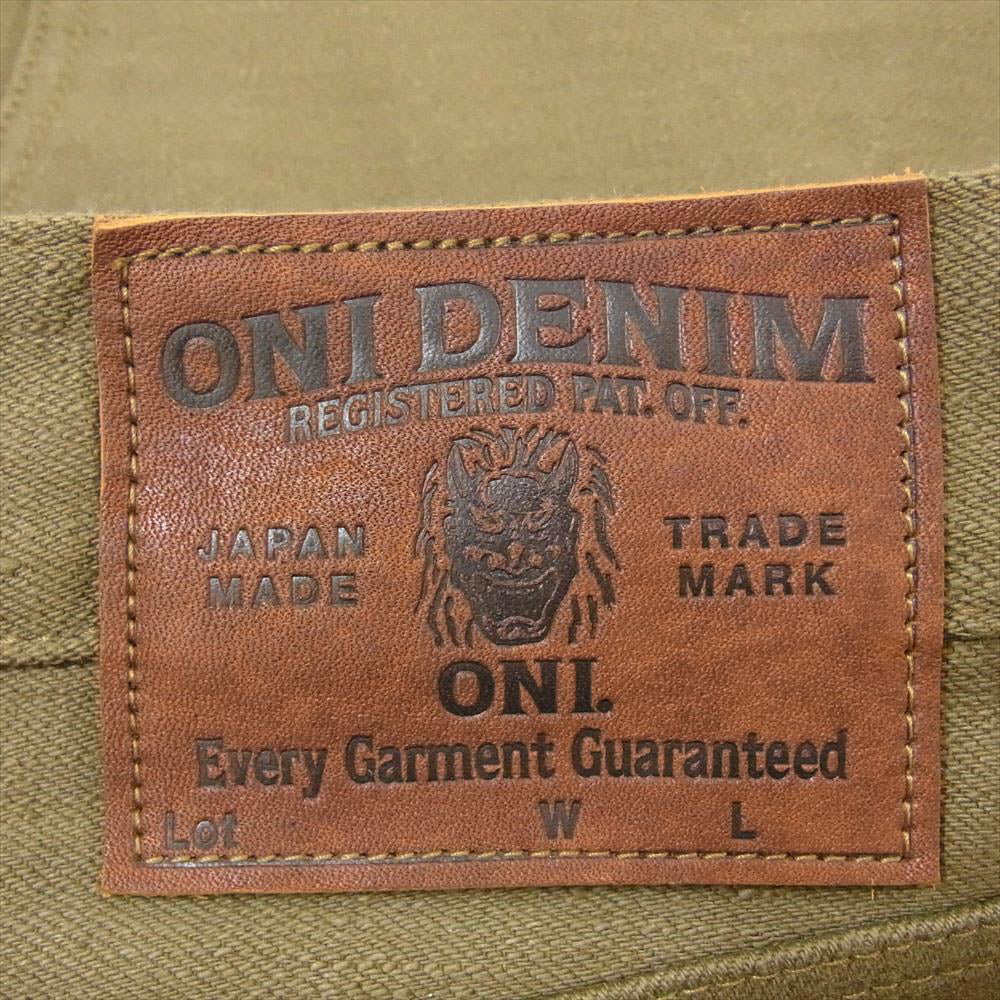 ONI DENIM
REGISTERED PAT. OFF.
JAPAN
MADE
TRADE
MARK
ONI.
Every Garment Guaranteed
Lot W L